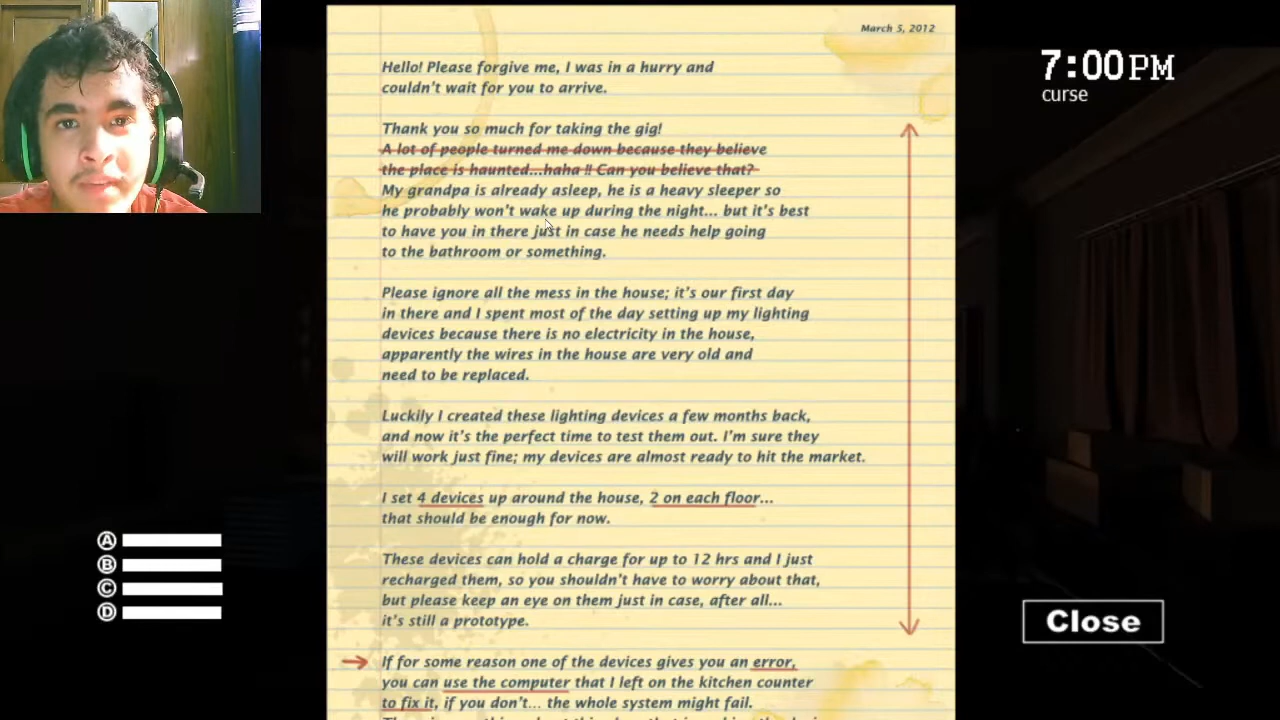 March 5, 2012
7:00PM
curse
Hello! Please forgive me, I was in a hurry and
couldn't wait for you to arrive.
Thank you so much for taking the gig!
A lot of people turned me down because they believe
the place is haunted...haha !! Can you believe that?
My grandpa is already asleep, he is a heavy sleeper so
he probably won't wake up during the night... but it's best
to have you in there just in case he needs help going
to the bathroom or something.
Please ignore all the mess in the house; it's our first day
in there and I spent most of the day setting up my lighting
devices because there is no electricity in the house,
apparently the wires in the house are very old and
need to be replaced.
Luckily I created these lighting devices a few months back,
and now it's the perfect time to test them out. I'm sure they
will work just fine; my devices are almost ready to hit the market.
I set 4 devices up around the house, 2 on each floor...
that should be enough for now.
These devices can hold a charge for up to 12 hrs and I just
recharged them, so you shouldn't have to worry about that,
but please keep an eye on them just in case, after all...
it's still a prototype.
If for some reason one of the devices gives you an error,
you can use the computer that I left on the kitchen counter
to fix it, if you don't... the whole system might fail.
A
B
C
D
Close